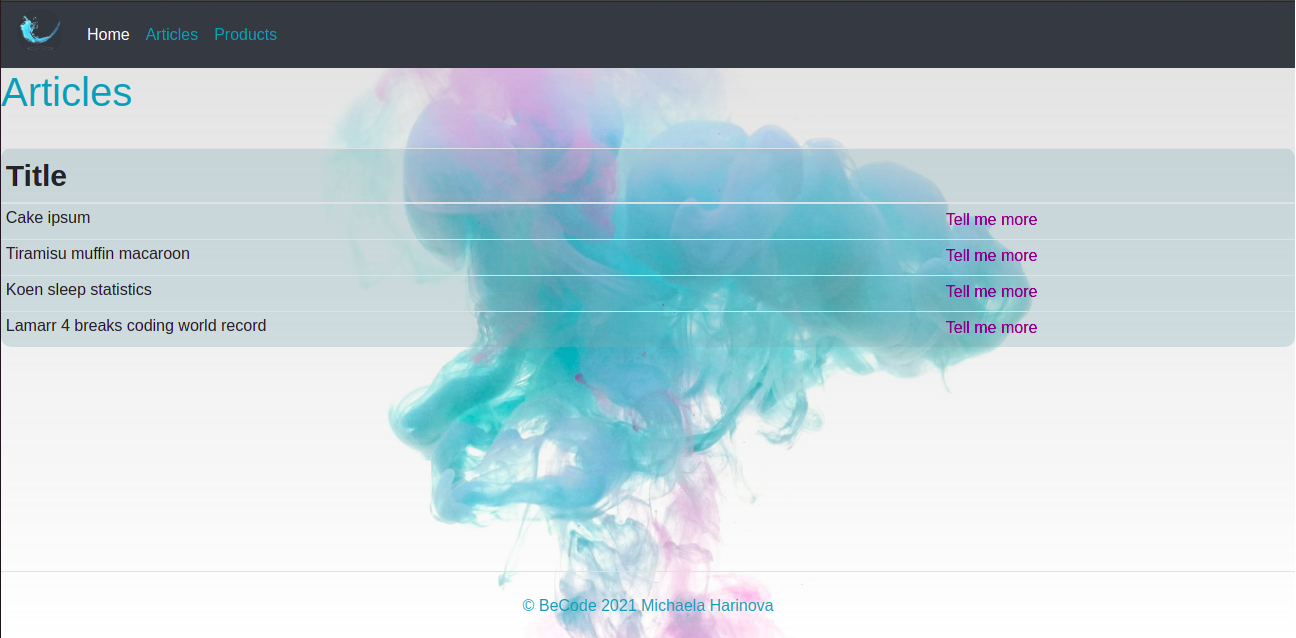 Home Articles Products
Articles
Title
Cake ipsum Tell me more
Tiramisu muffin macaroon Tell me more
Koen sleep statistics Tell me more
Lamarr 4 breaks coding world record Tell me more
© BeCode 2021 Michaela Harinova